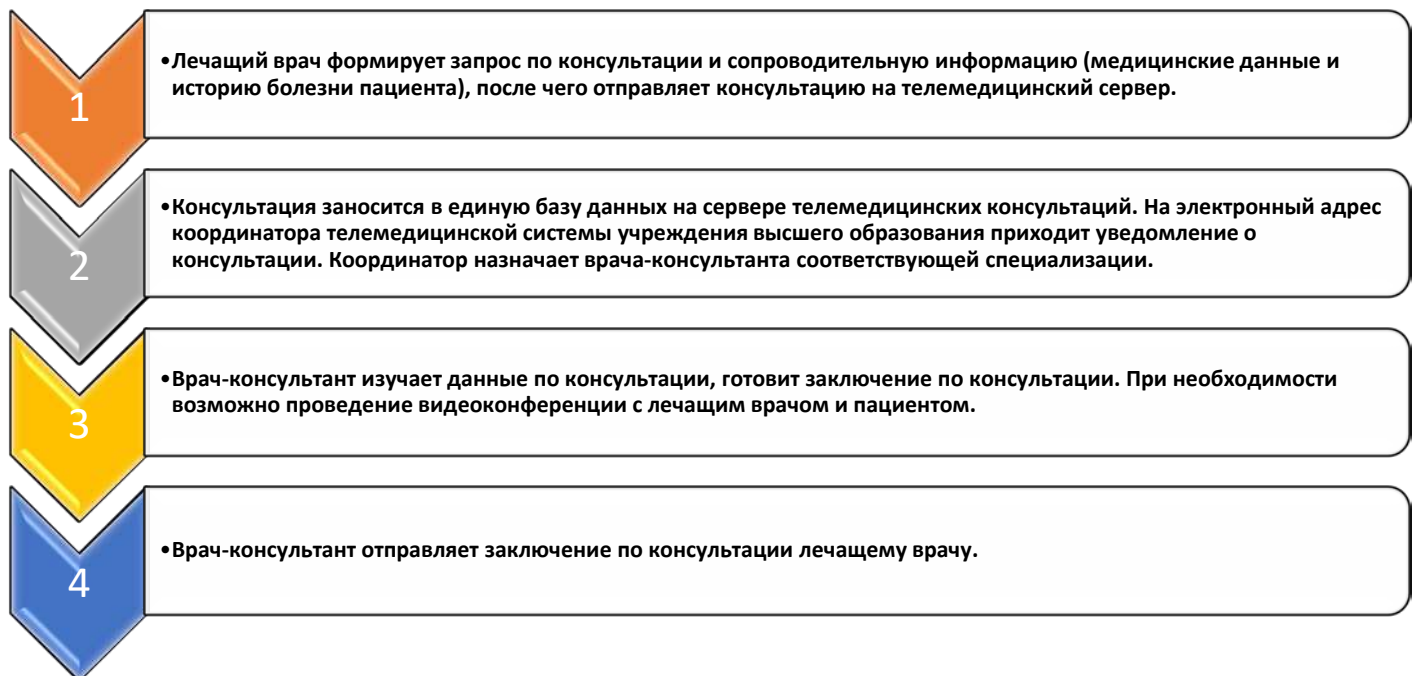 1
•Лечащий врач формирует запрос по консультации и сопроводительную информацию (медицинские данные и
историю болезни пациента), после чего отправляет консультацию на телемедицинский сервер.
2
•Консультация заносится в единую базу данных на сервере телемедицинских консультаций. На электронный адрес
координатора телемедицинской системы учреждения высшего образования приходит уведомление о
консультации. Координатор назначает врача-консультанта соответствующей специализации.
3
•Врач-консультант изучает данные по консультации, готовит заключение по консультации. При необходимости
возможно проведение видеоконференции с лечащим врачом и пациентом.
4
•Врач-консультант отправляет заключение по консультации лечащему врачу.